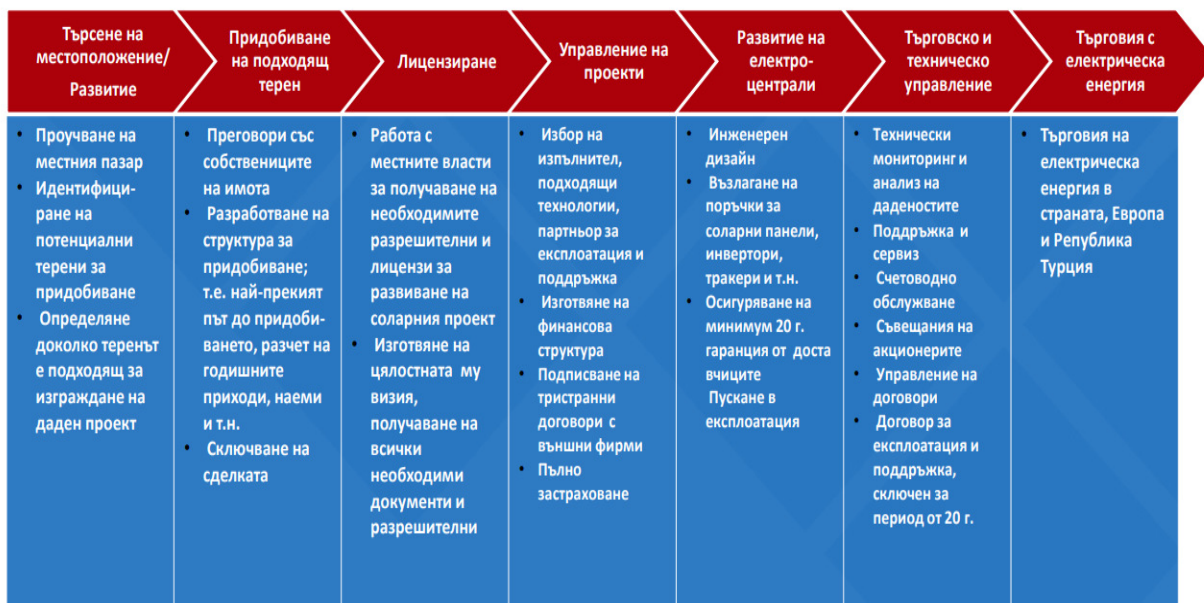 Търсене на
местоположение/
Развитие
Придобиване
на подходящ
терен
Лицензиране
Управление на
проекти
Развитие на
електро-
централи
Търговско и
техническо
управление
Търговия с
електрическа
енергия
• Проучване на
местния пазар
• Идентифици-
ране на
потенциални
терени за
придобиване
• Определяне
доколко теренът
е подходящ за
изграждане на
даден проект
• Преговори със
собствениците
на имота
• Разработване на
структура за
придобиване;
т.е. най-прекият
път до придоби-
ването, разчет на
годишните
приходи, наеми
и т.н.
• Сключване на
сделката
• Работа с
местните власти
за получаване на
необходимите
разрешителни и
лицензи за
развиване на
соларния проект
• Изготвяне на
цялостната му
визия,
получаване на
всички
необходими
документи и
разрешителни
• Избор на
изпълнител,
подходящи
технологии,
партньор за
експлоатация и
поддръжка
• Изготвяне на
финансова
структура
• Подписване на
тристранни
договори с
външни фирми
• Пълно
застраховане
• Инженерен
дизайн
• Възлагане на
поръчки за
соларни панели,
инвертори,
тракери и т.н.
• Осигуряване на
минимум 20 г.
гаранция от доста
вчиците
Пускане в
експлоатация
• Технически
мониторинг и
анализ на
даденостите
• Поддръжка и
сервиз
• Счетоводно
обслужване
• Съвещания на
акционерите
• Управление на
договори
• Договор за
експлоатация и
поддръжка,
сключен за
период от 20 г.
• Търговия на
електрическа
енергия в
страната, Европа
и Република
Турция